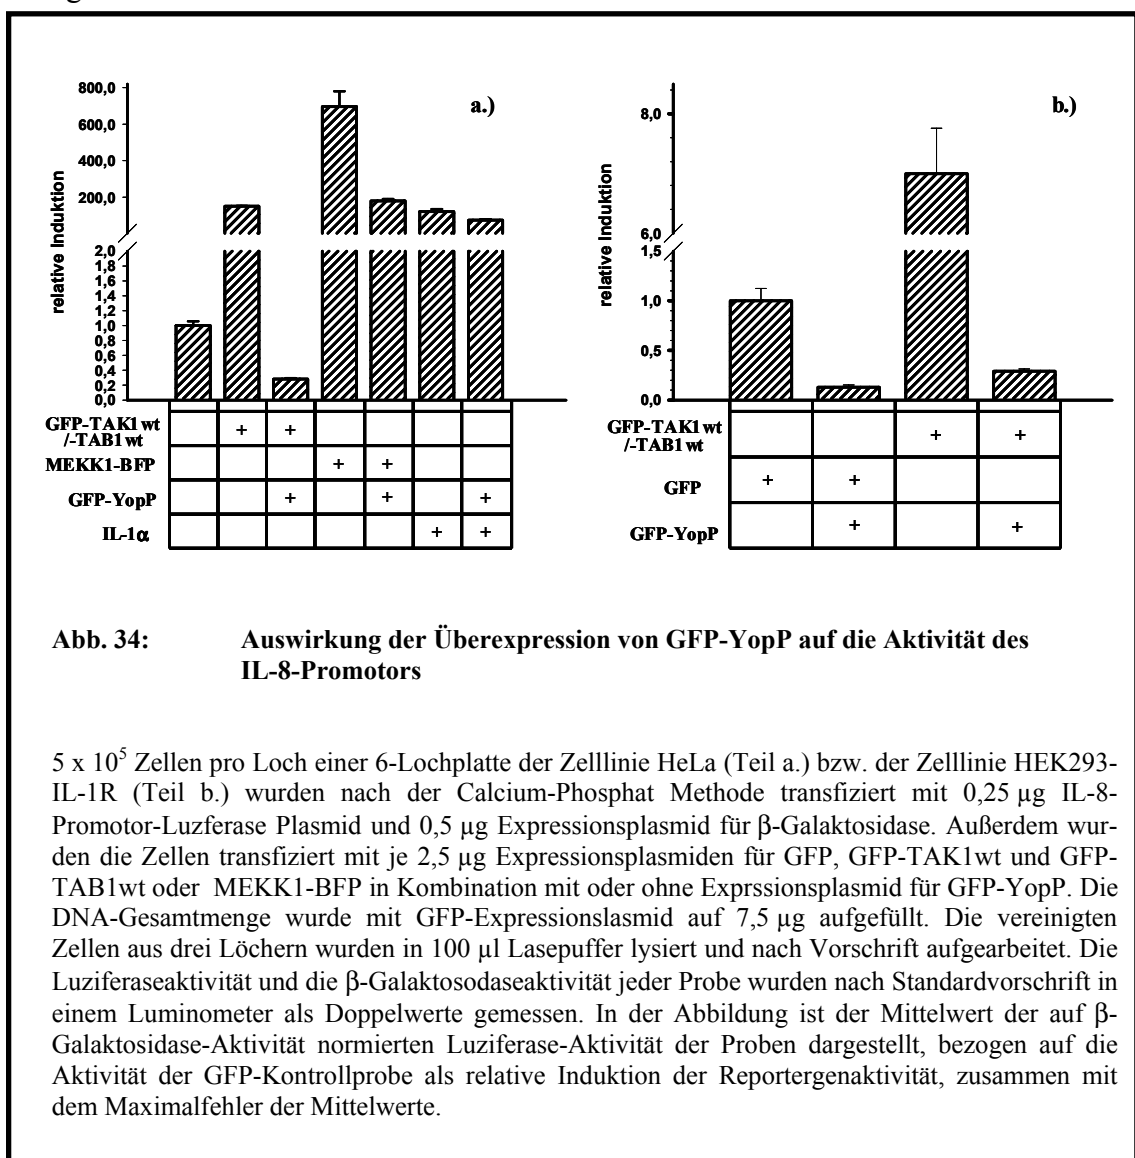 a.)
relative Induktion
800,0
600,0
400,0
200,0
2,0
1,8
1,6
1,4
1,2
1,0
0,8
0,6
0,4
0,2
0,0
GFP-TAK1wt + +
/-TAB1wt
MEKK1-BFP + +
GFP-YopP + + +
IL-1α + +
b.)
relative Induktion
8,0
6,0
1,5
1,0
0,5
0,0
GFP-TAK1wt + +
/-TAB1wt
GFP + +
GFP-YopP + +
Abb. 34: Auswirkung der Überexpression von GFP-YopP auf die Aktivität des
IL-8-Promotors
5 x 10⁵ Zellen pro Loch einer 6-Lochplatte der Zelllinie HeLa (Teil a.) bzw. der Zelllinie HEK293-
IL-1R (Teil b.) wurden nach der Calcium-Phosphat Methode transfiziert mit 0,25 µg IL-8-
Promotor-Luzferase Plasmid und 0,5 µg Expressionsplasmid für β-Galaktosidase. Außerdem wur-
den die Zellen transfiziert mit je 2,5 µg Expressionsplasmiden für GFP, GFP-TAK1wt und GFP-
TAB1wt oder MEKK1-BFP in Kombination mit oder ohne Exprssionsplasmid für GFP-YopP. Die
DNA-Gesamtmenge wurde mit GFP-Expressionslasmid auf 7,5 µg aufgefüllt. Die vereinigten
Zellen aus drei Löchern wurden in 100 µl Lasepuffer lysiert und nach Vorschrift aufgearbeitet. Die
Luziferaseaktivität und die β-Galaktosodaseaktivität jeder Probe wurden nach Standardvorschrift in
einem Luminometer als Doppelwerte gemessen. In der Abbildung ist der Mittelwert der auf β-
Galaktosidase-Aktivität normierten Luziferase-Aktivität der Proben dargestellt, bezogen auf die
Aktivität der GFP-Kontrollprobe als relative Induktion der Reportergenaktivität, zusammen mit
dem Maximalfehler der Mittelwerte.